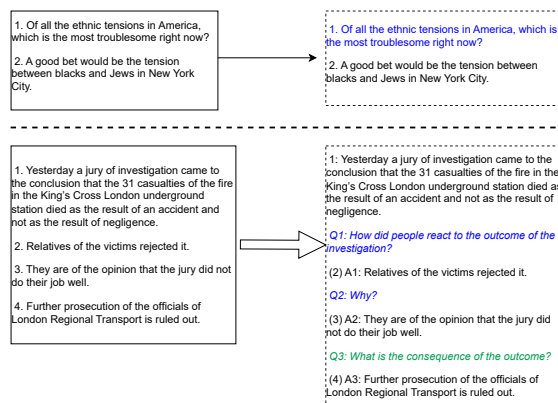 1. Of all the ethnic tensions in America,
which is the most troublesome right now?
2. A good bet would be the tension
between blacks and Jews in New York
City.
1. Of all the ethnic tensions in America, which is
the most troublesome right now?
2. A good bet would be the tension between
blacks and Jews in New York City.
1. Yesterday a jury of investigation came to
the conclusion that the 31 casualties of the fire
in the King's Cross London underground
station died as the result of an accident and
not as the result of negligence.
2. Relatives of the victims rejected it.
3. They are of the opinion that the jury did not
do their job well.
4. Further prosecution of the officials of
London Regional Transport is ruled out.
1: Yesterday a jury of investigation came to the
conclusion that the 31 casualties of the fire in the
King's Cross London underground station died as
the result of an accident and not as the result of
negligence.
Q1: How did people react to the outcome of the
investigation?
(2) A1: Relatives of the victims rejected it.
Q2: Why?
(3) A2: They are of the opinion that the jury did
not do their job well.
Q3: What is the consequence of the outcome?
(4) A3: Further prosecution of the officials of
London Regional Transport is ruled out.